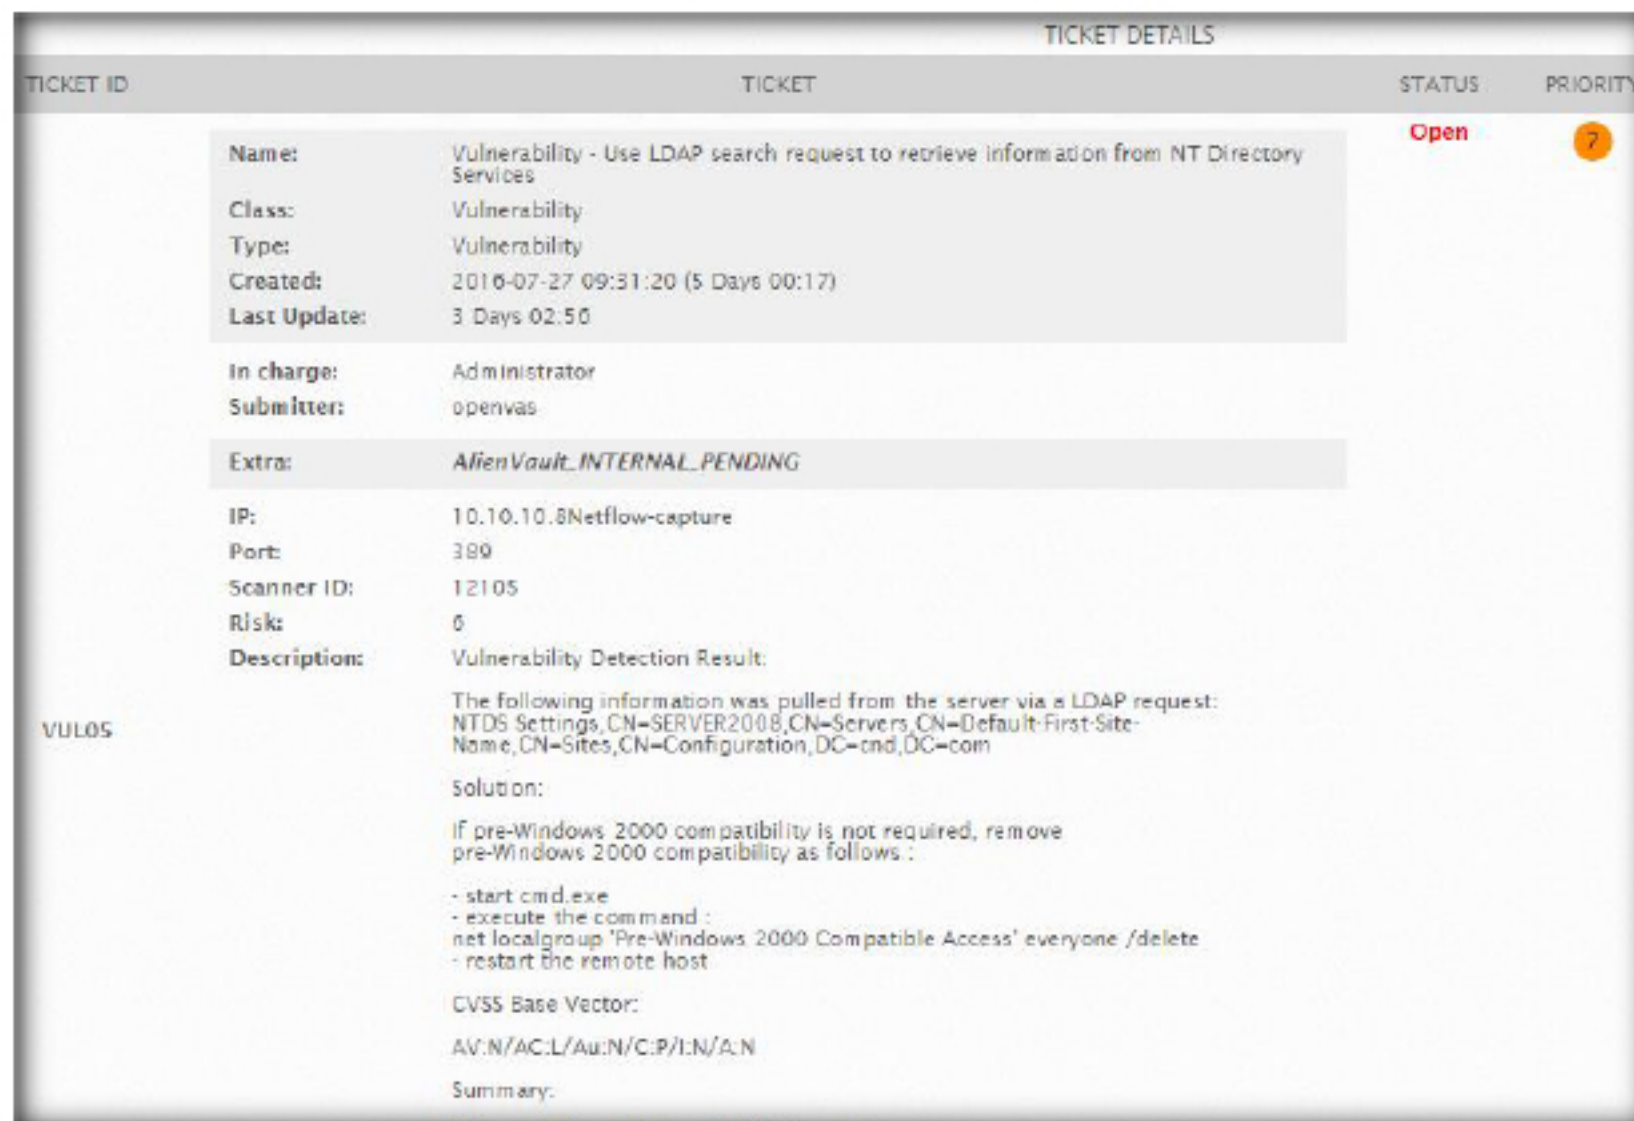 TICKET DETAILS
TICKET ID TICKET STATUS PRIORITY
Open 7
Name: Vulnerability - Use LDAP search request to retrieve information from NT Directory
Services
Class: Vulnerability
Type: Vulnerability
Created: 2016-07-27 09:31:20 (5 Days 00:17)
Last Update: 3 Days 02:56
In charge: Administrator
Submitter: openvas
Extra: AlienVault_INTERNAL_PENDING
IP: 10.10.10.8Netflow-capture
Port: 389
Scanner ID: 12105
Risk: 6
Description: Vulnerability Detection Result:
The following information was pulled from the server via a LDAP request:
NTDS Settings,CN=SERVER2008,CN=Servers,CN=Default-First-Site-
VUL05
Name,CN=Sites,CN=Configuration,DC=cnd,DC=com
Solution:
If pre-Windows 2000 compatibility is not required, remove
pre-Windows 2000 compatibility as follows :
- start cmd.exe
- execute the command :
net localgroup 'Pre-Windows 2000 Compatible Access' everyone /delete
- restart the remote host
CVSS Base Vector:
AV:N/AC:L/Au:N/C:P/I:N/A:N
Summary: